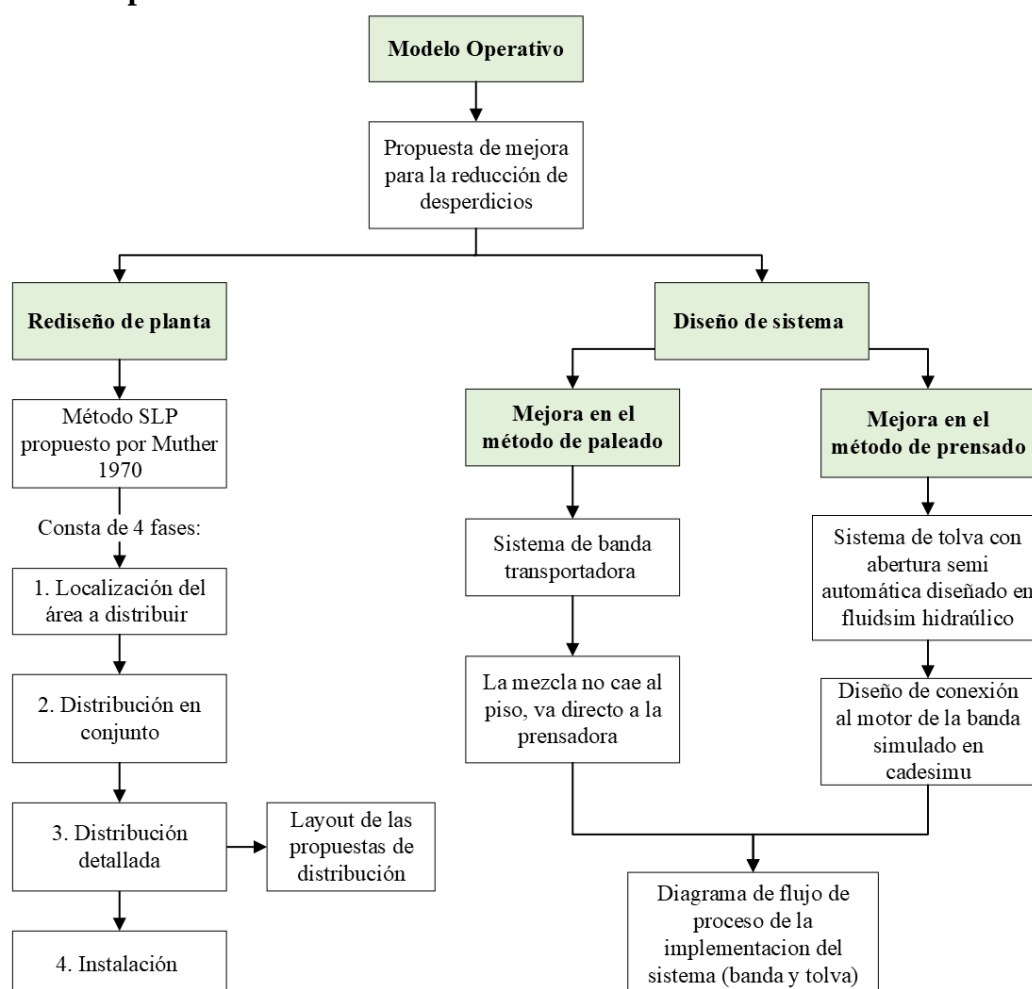 Modelo Operativo
Propuesta de mejora
para la reducción de
desperdicios
Rediseño de planta
Diseño de sistema
Método SLP
propuesto por Muther
1970
Consta de 4 fases:
1. Localización del
área a distribuir
2. Distribución en
conjunto
3. Distribución
detallada
Layout de las
propuestas de
distribución
4. Instalación
Mejora en el
método de paleado
Sistema de banda
transportadora
La mezcla no cae al
piso, va directo a la
prensadora
Mejora en el
método de prensado
Sistema de tolva con
abertura semi
automática diseñado en
fluidsim hidraúlico
Diseño de conexión
al motor de la banda
simulado en
cadesimu
Diagrama de flujo de
proceso de la
implementacion del
sistema (banda y tolva)